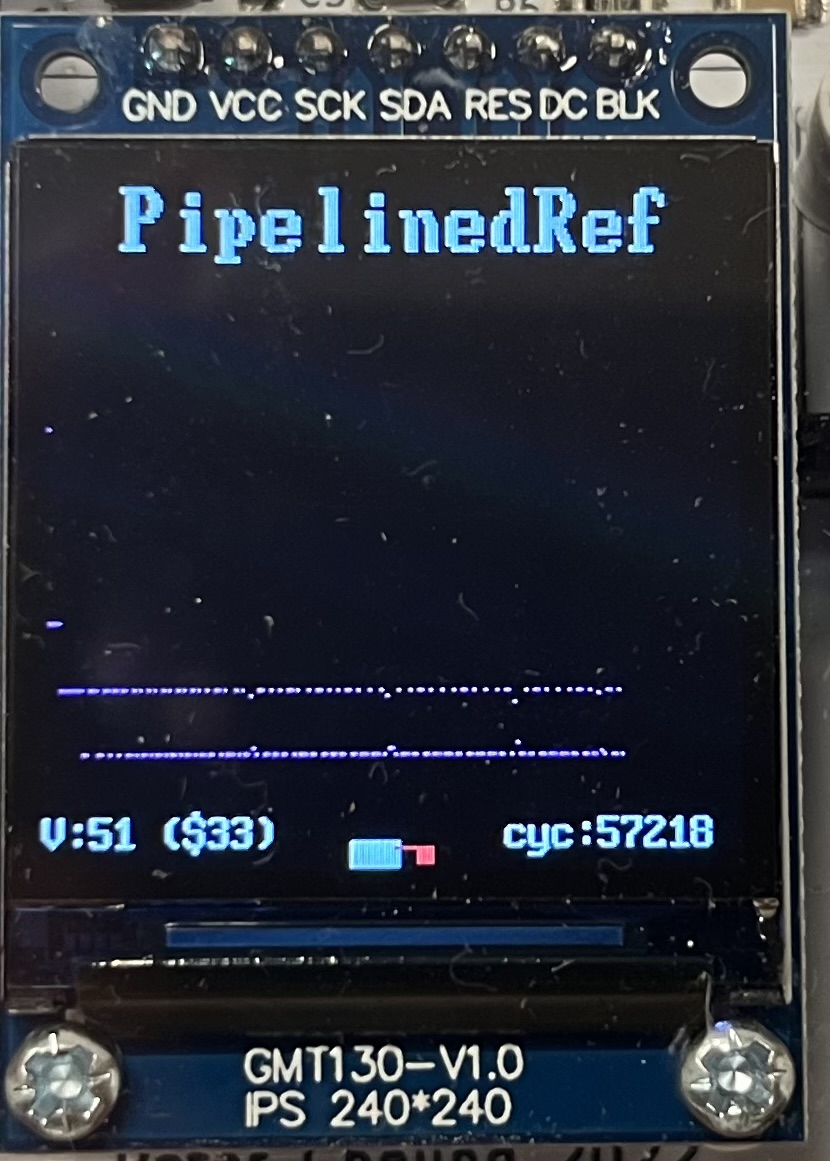 GND VCC SCK SDA RES DC BLK
PipelinedRef
V:51 ($33) cyc:57218
GMT130-V1.0
IPS 240*240